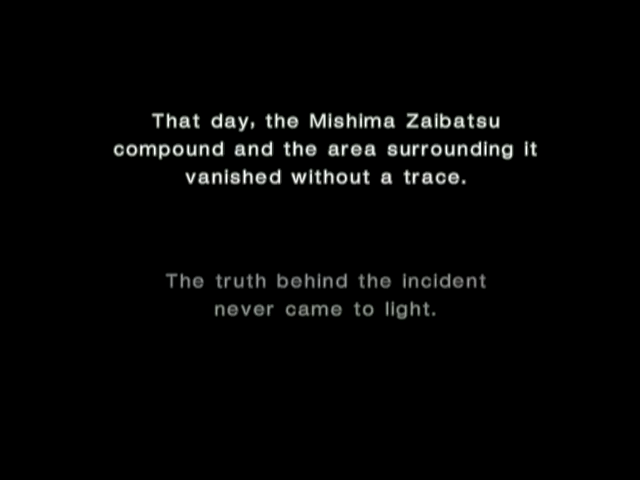 That day, the Mishima Zaibatsu
compound and the area surrounding it
vanished without a trace.
The truth behind the incident
never came to light.